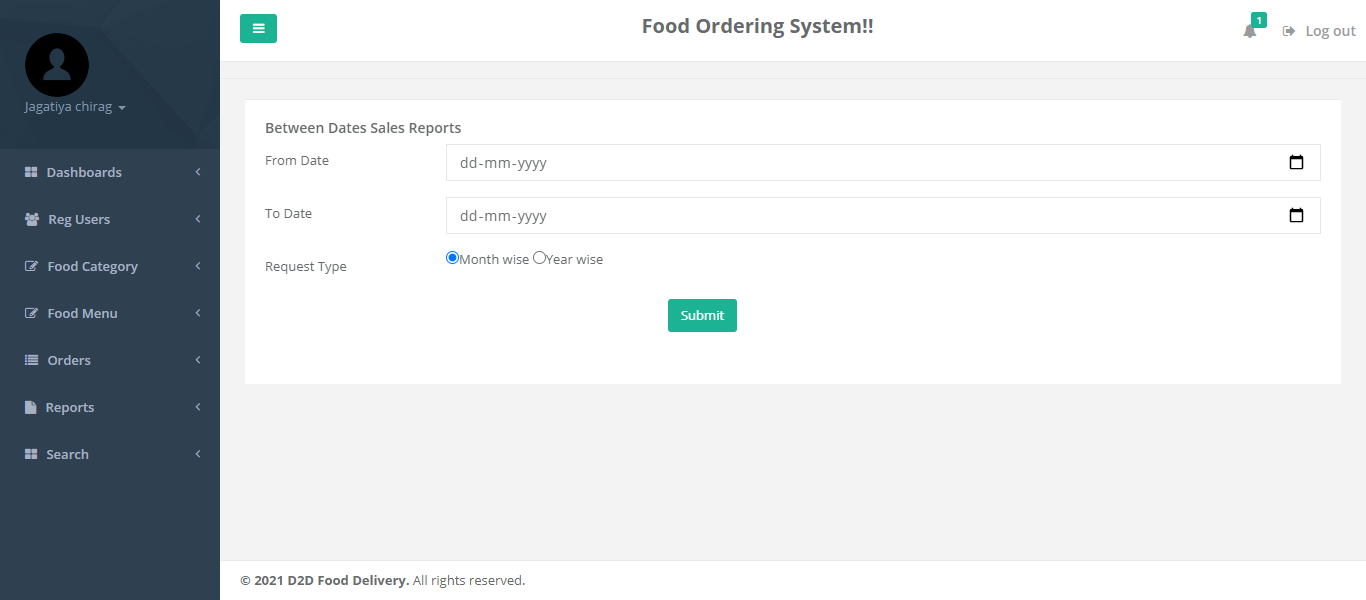 Food Ordering System!!
1
Log out
Jagatiya chirag
Dashboards
Reg Users
Food Category
Food Menu
Orders
Reports
Search
Between Dates Sales Reports
From Date
dd-mm-yyyy
To Date
dd-mm-yyyy
Request Type
Month wise Year wise
Submit
© 2021 D2D Food Delivery. All rights reserved.